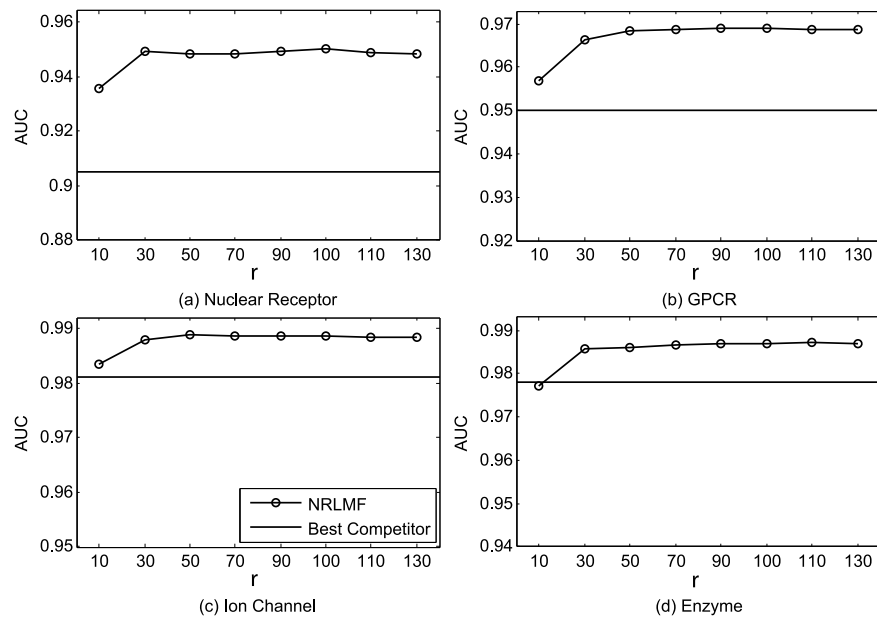 0.96
0.94
0.92
0.9
0.88
AUC
10 30 50 70 90 100 110 130
r
(a) Nuclear Receptor
0.97
0.96
0.95
0.94
0.93
0.92
AUC
10 30 50 70 90 100 110 130
r
(b) GPCR
0.99
0.98
0.97
0.96
0.95
AUC
NRLMF
Best Competitor
10 30 50 70 90 100 110 130
r
(c) Ion Channel
0.99
0.98
0.97
0.96
0.95
0.94
AUC
10 30 50 70 90 100 110 130
r
(d) Enzyme